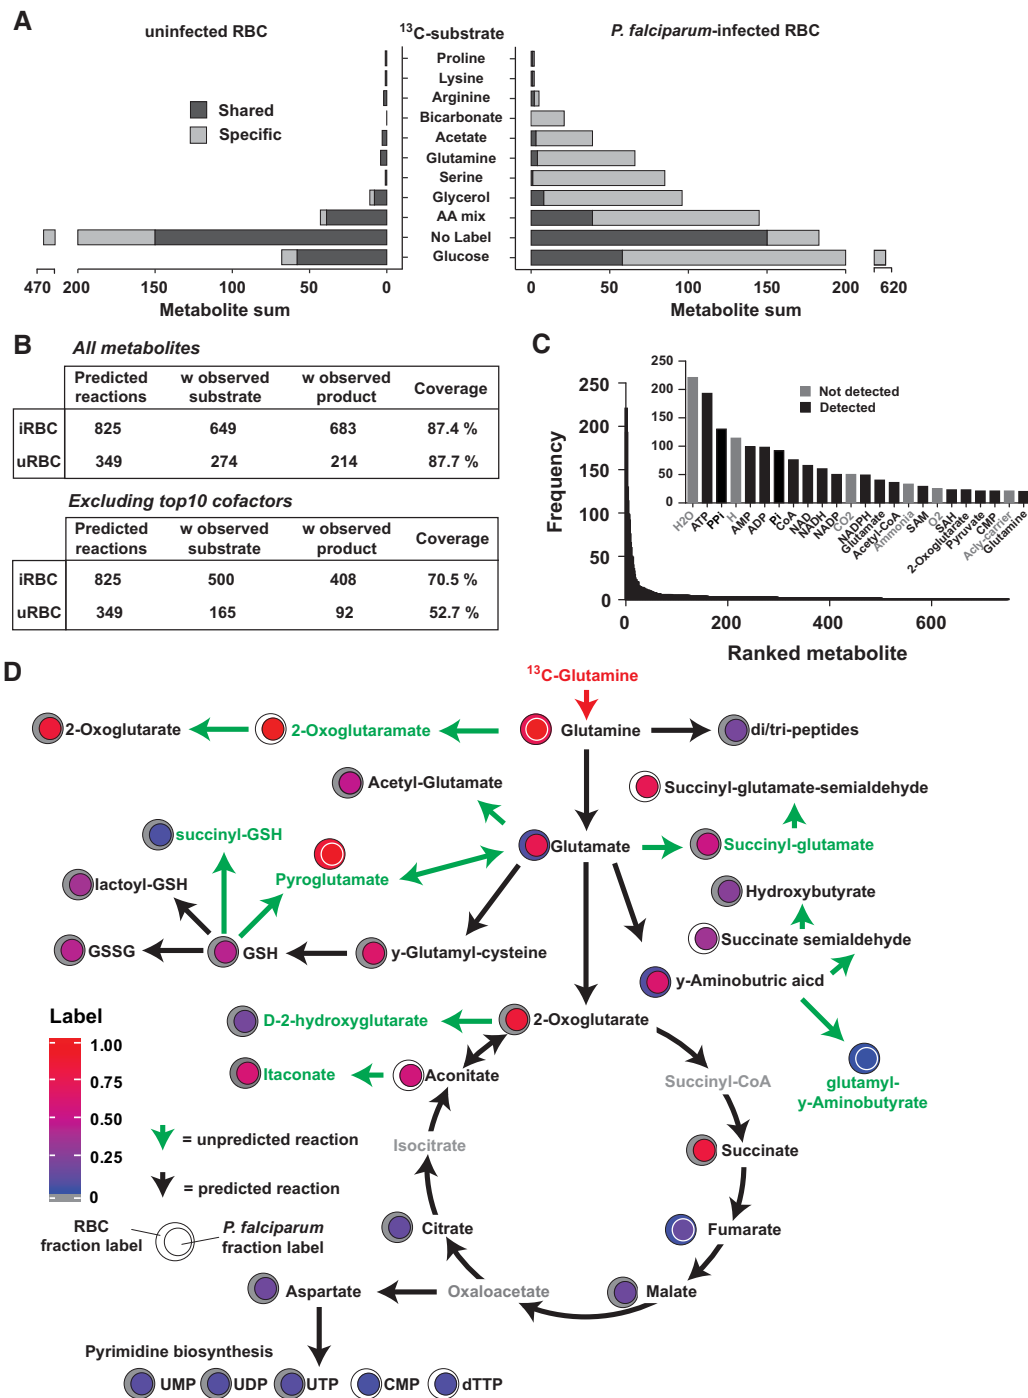 A
uninfected RBC
13C-substrate
P. falciparum-infected RBC
Shared
Specific
Proline
Lysine
Arginine
Bicarbonate
Acetate
Glutamine
Serine
Glycerol
AA mix
No Label
Glucose
470 200 150 100 50 0
0 50 100 150 200 620
Metabolite sum
Metabolite sum
B
All metabolites
Predicted reactions w observed substrate w observed product Coverage
iRBC 825 649 683 87.4 %
uRBC 349 274 214 87.7 %
Excluding top10 cofactors
Predicted reactions w observed substrate w observed product Coverage
iRBC 825 500 408 70.5 %
uRBC 349 165 92 52.7 %
C
Frequency
250
200
150
100
50
0
0 200 400 600
Ranked metabolite
250
200
150
100
50
0
Not detected
Detected
H2O ATP PPi H AMP ADP Pi CoA NAD NADH NADP CO2 NADPH Glutamate Acetyl-CoA Ammonia SAM O2 SAH 2-Oxoglutarate Pyruvate CMP Acly-carrier Glutamine
D
13C-Glutamine
2-Oxoglutarate
2-Oxoglutaramate
Glutamine
di/tri-peptides
Acetyl-Glutamate
Succinyl-glutamate-semialdehyde
succinyl-GSH
Glutamate
Succinyl-glutamate
Pyroglutamate
lactoyl-GSH
Hydroxybutyrate
GSSG
GSH
y-Glutamyl-cysteine
Succinate semialdehyde
y-Aminobutric aicd
D-2-hydroxyglutarate
2-Oxoglutarate
Itaconate
Aconitate
Succinyl-CoA
glutamyl-
y-Aminobutyrate
Isocitrate
Succinate
Citrate
Fumarate
Aspartate
Oxaloacetate
Malate
Label
1.00
0.75
0.50
0.25
0
= unpredicted reaction
= predicted reaction
RBC
fraction label
P. falciparum
fraction label
Pyrimidine biosynthesis
UMP UDP UTP CMP dTTP